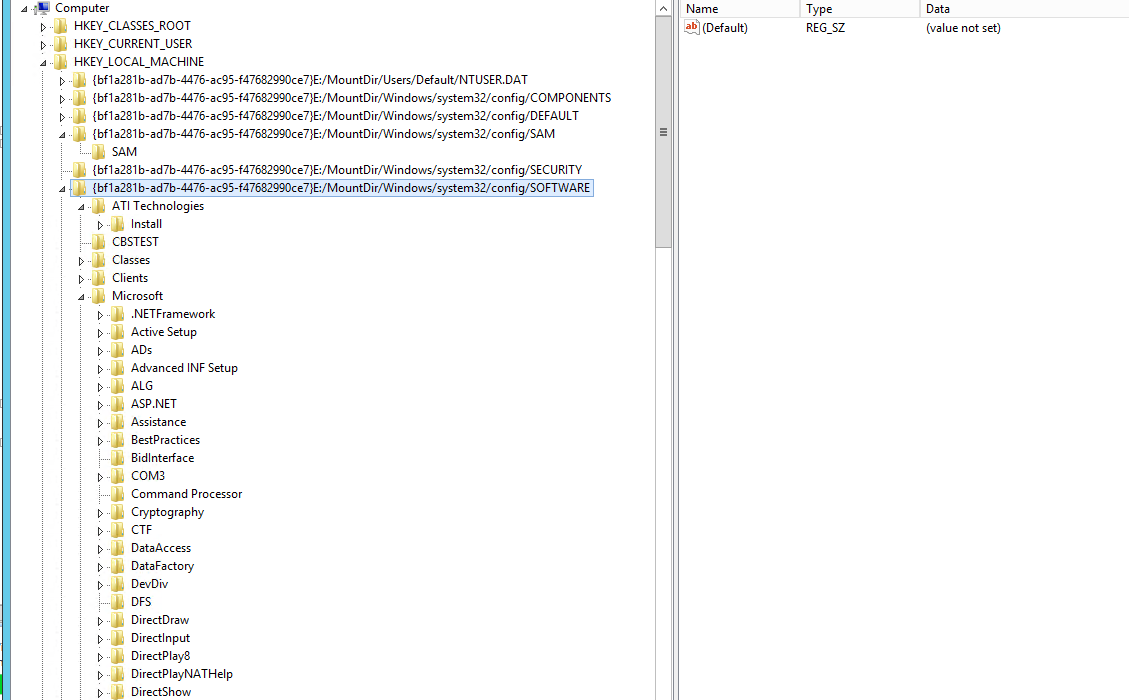 Computer
HKEY_CLASSES_ROOT
HKEY_CURRENT_USER
HKEY_LOCAL_MACHINE
{bf1a281b-ad7b-4476-ac95-f47682990ce7}E:/MountDir/Users/Default/NTUSER.DAT
{bf1a281b-ad7b-4476-ac95-f47682990ce7}E:/MountDir/Windows/system32/config/COMPONENTS
{bf1a281b-ad7b-4476-ac95-f47682990ce7}E:/MountDir/Windows/system32/config/DEFAULT
{bf1a281b-ad7b-4476-ac95-f47682990ce7}E:/MountDir/Windows/system32/config/SAM
SAM
{bf1a281b-ad7b-4476-ac95-f47682990ce7}E:/MountDir/Windows/system32/config/SECURITY
{bf1a281b-ad7b-4476-ac95-f47682990ce7}E:/MountDir/Windows/system32/config/SOFTWARE
ATI Technologies
Install
CBSTEST
Classes
Clients
Microsoft
.NETFramework
Active Setup
ADs
Advanced INF Setup
ALG
ASP.NET
Assistance
BestPractices
BidInterface
COM3
Command Processor
Cryptography
CTF
DataAccess
DataFactory
DevDiv
DFS
DirectDraw
DirectInput
DirectPlay8
DirectPlayNATHelp
DirectShow
Name Type Data
ab (Default) REG_SZ (value not set)